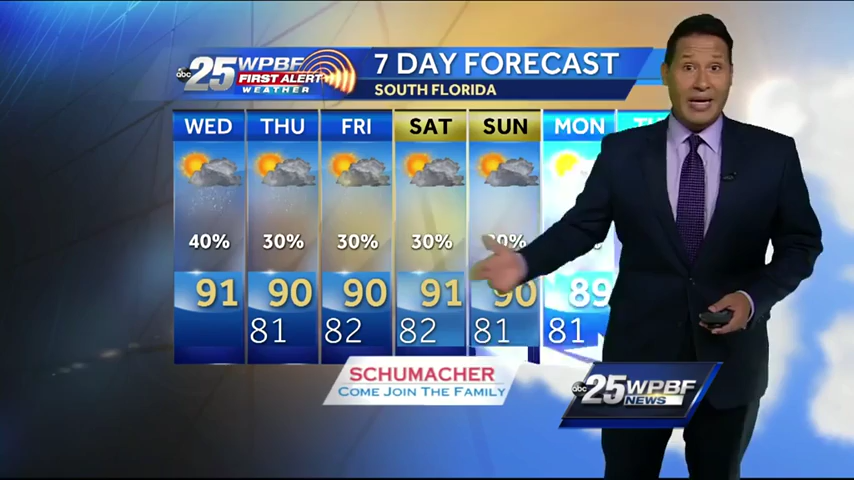 abc 25 WPBF
FIRST ALERT
WEATHER
7 DAY FORECAST
SOUTH FLORIDA
WED THU FRI SAT SUN MON
40% 30% 30% 30%
91 90 90 91 90 89
81 82 82 81 81
SCHUMACHER
COME JOIN THE FAMILY
abc 25 WPBF
NEWS